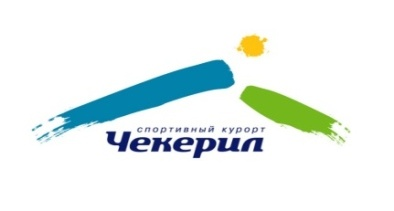 спортивный курорт
Чекерил